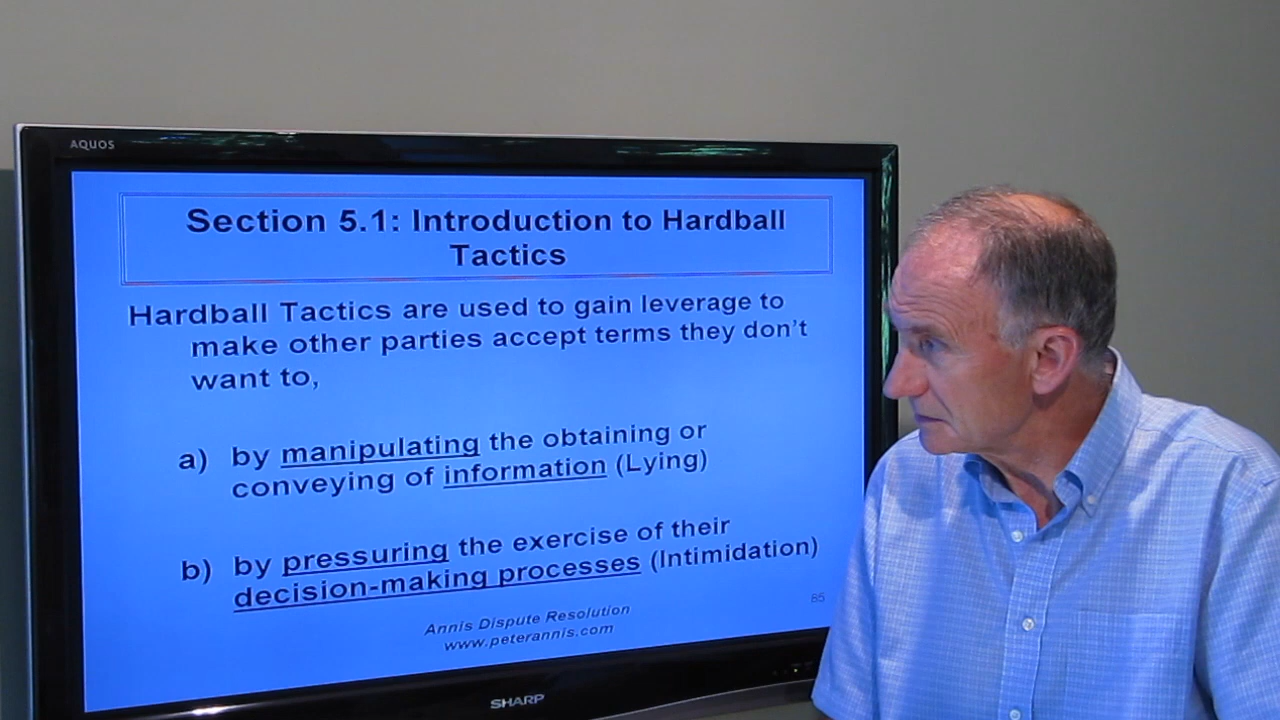 AQUOS
Section 5.1: Introduction to Hardball
Tactics
Hardball Tactics are used to gain leverage to
make other parties accept terms they don't
want to,
a) by manipulating the obtaining or
conveying of information (Lying)
b) by pressuring the exercise of their
decision-making processes (Intimidation)
85
Annis Dispute Resolution
www.peterannis.com
SHARP